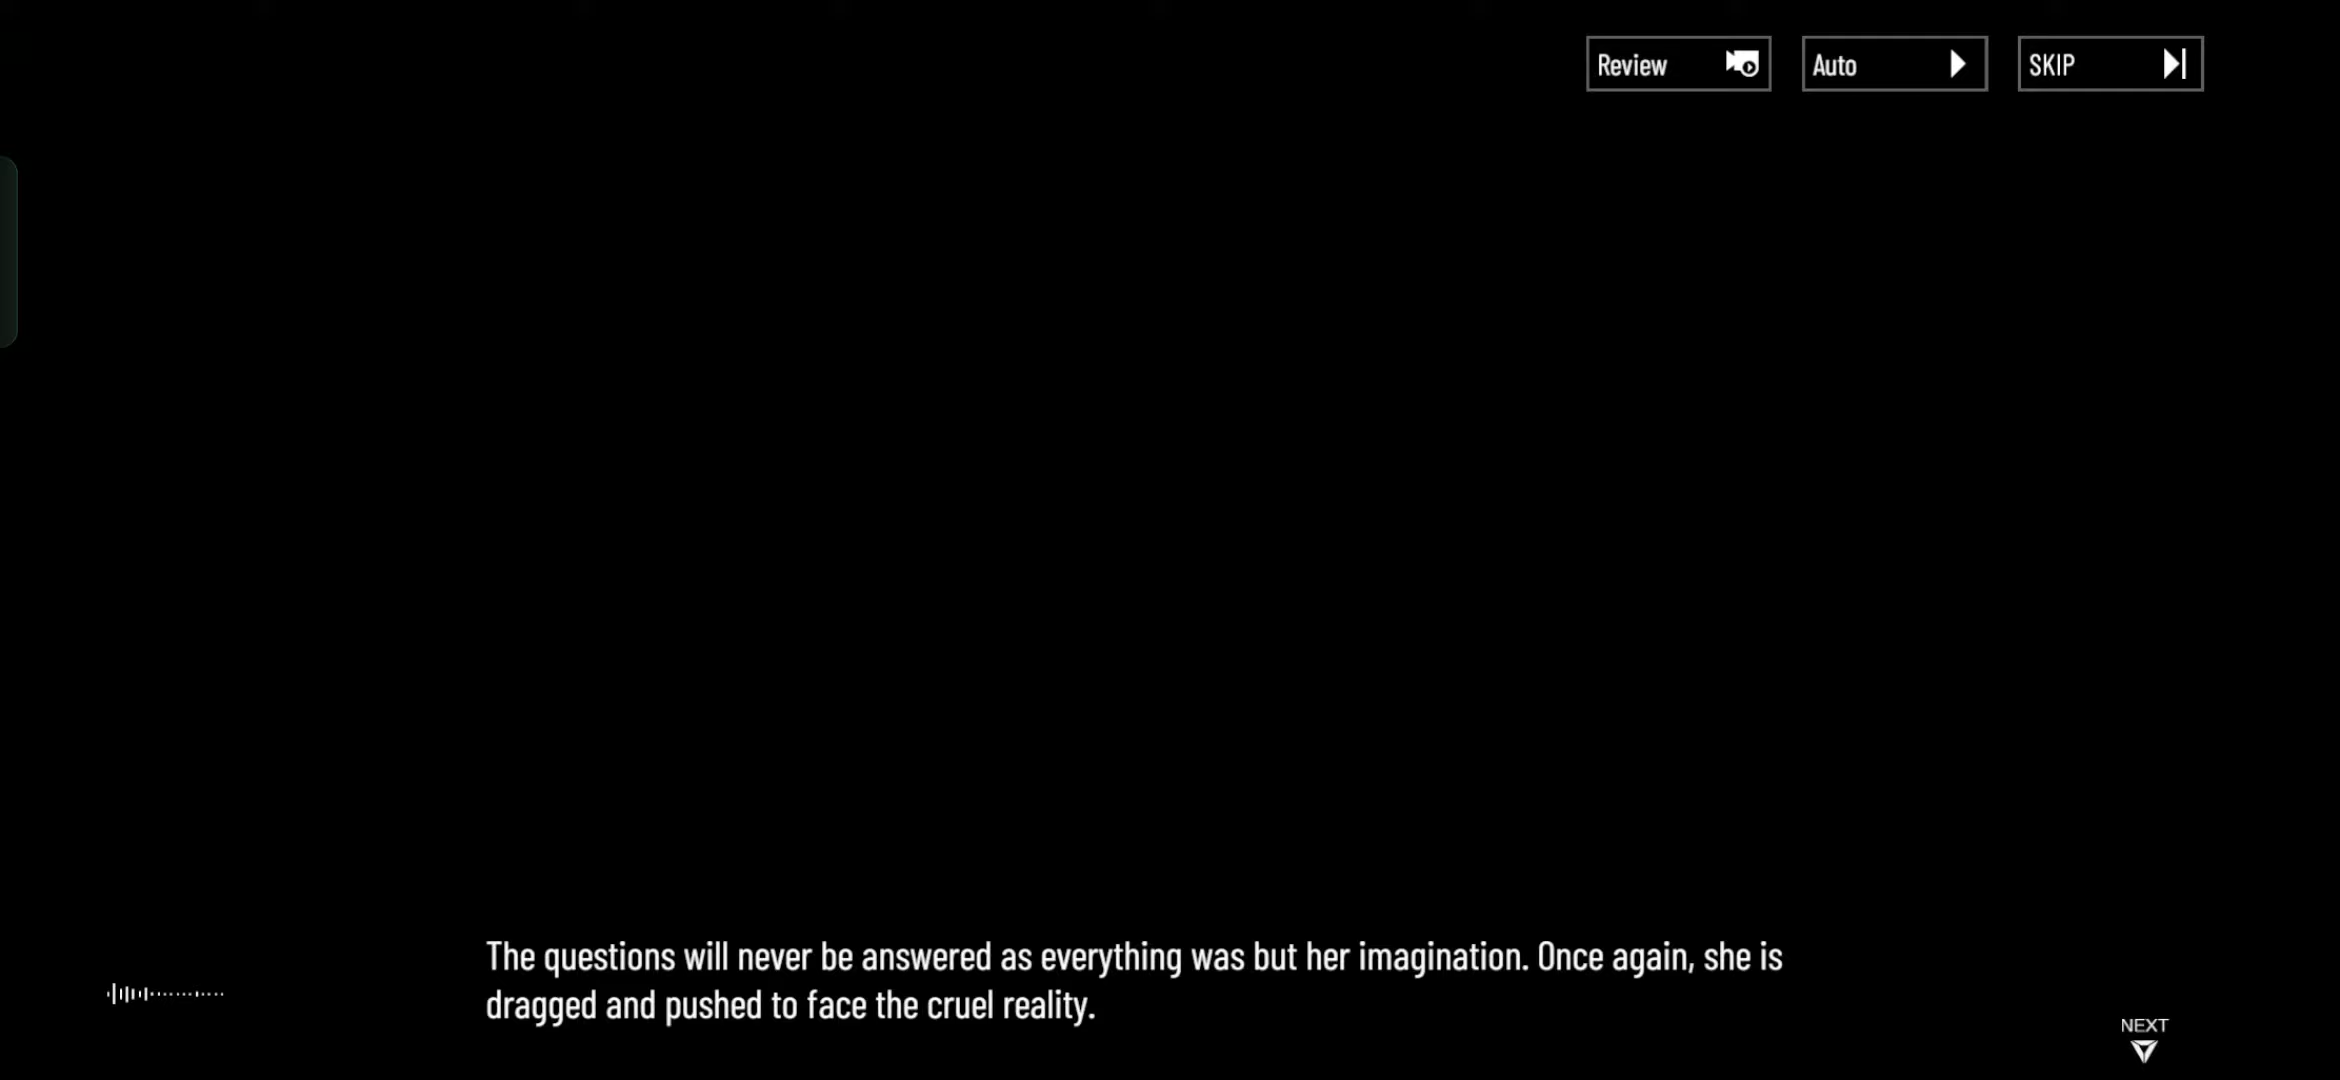 Review
Auto
SKIP
The questions will never be answered as everything was but her imagination. Once again, she is
dragged and pushed to face the cruel reality.
NEXT